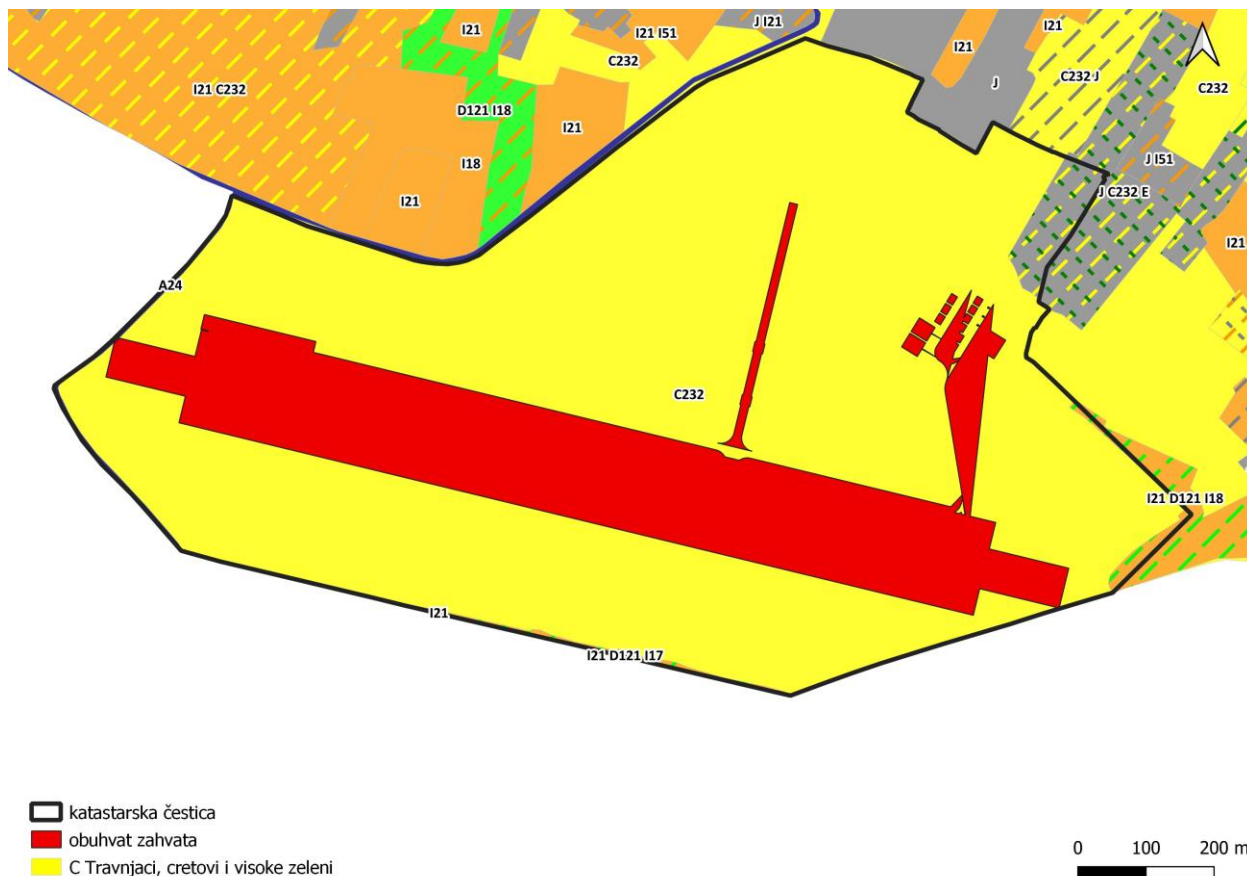 I21
J I21
I21 I51
C232
I21
I21
C232 J
C232
J
I21 C232
D121 I18
I21
I18
J I51
J C232 E
I21
I21
A24
C232
I21 D121 I18
I21
I21 D121 I17
katastarska čestica
obuhvat zahvata
C Travnjaci, cretovi i visoke zeleni
0 100 200 m